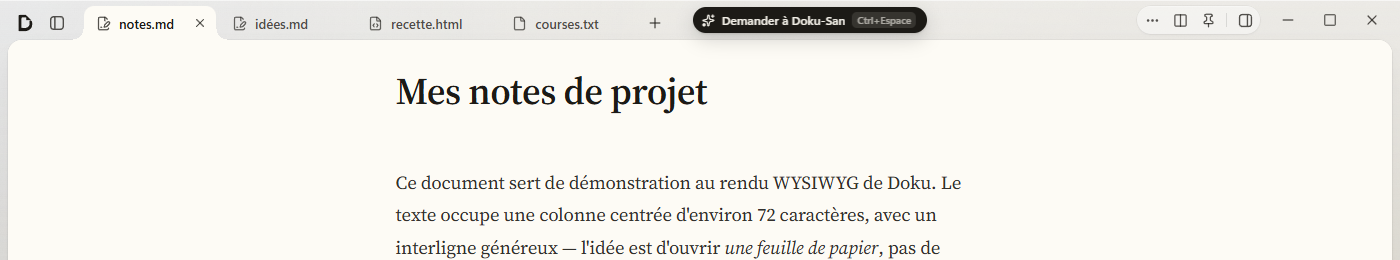 notes.md
idées.md
recette.html
courses.txt
Demander à Doku-San Ctrl+Espace
Mes notes de projet
Ce document sert de démonstration au rendu WYSIWYG de Doku. Le
texte occupe une colonne centrée d'environ 72 caractères, avec un
interligne généreux — l'idée est d'ouvrir une feuille de papier, pas de